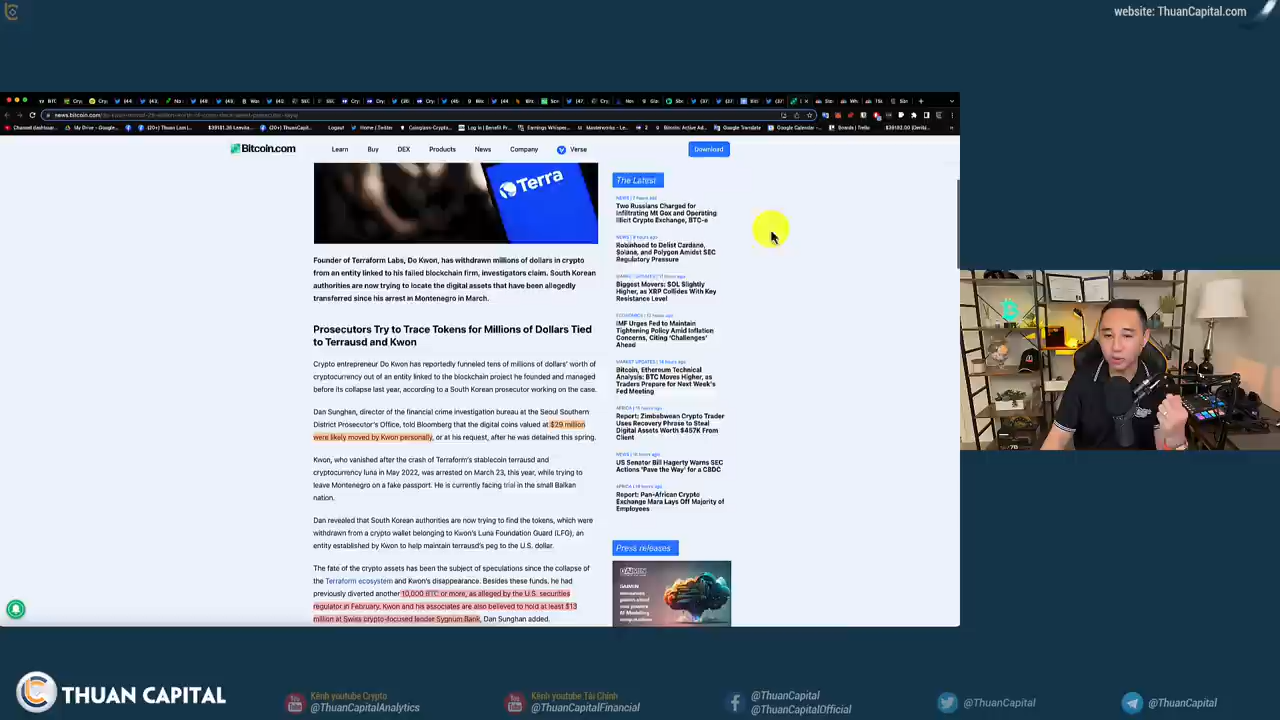 website: ThuanCapital.com
Bitcoin.com
Learn
Buy
DEX
Products
News
Company
Verse
Download
Terra
Founder of Terraform Labs, Do Kwon, has withdrawn millions of dollars in crypto
from an entity linked to his failed blockchain firm, investigators claim. South Korean
authorities are now trying to locate the digital assets that have been allegedly
transferred since his arrest in Montenegro in March.
Prosecutors Try to Trace Tokens for Millions of Dollars Tied
to Terrausd and Kwon
Crypto entrepreneur Do Kwon has reportedly funneled tens of millions of dollars' worth of
cryptocurrency out of an entity linked to the blockchain project he founded and managed
before its collapse last year, according to a South Korean prosecutor working on the case.
Dan Sunghan, director of the financial crime investigation bureau at the Seoul Southern
District Prosecutor's Office, told Bloomberg that the digital coins valued at $29 million
were likely moved by Kwon personally, or at his request, after he was detained this spring.
Kwon, who vanished after the crash of Terraform's stablecoin terrausd and
cryptocurrency luna in May 2022, was arrested on March 23, this year, while trying to
leave Montenegro on a fake passport. He is currently facing trial in the small Balkan
nation.
Dan revealed that South Korean authorities are now trying to find the tokens, which were
withdrawn from a crypto wallet belonging to Kwon's Luna Foundation Guard (LFG), an
entity established by Kwon to help maintain terrausd's peg to the U.S. dollar.
The fate of the crypto assets has been the subject of speculations since the collapse of
the Terraform ecosystem and Kwon's disappearance. Besides these funds, he had
previously diverted another 10,000 BTC or more, as alleged by the U.S. securities
regulator in February. Kwon and his associates are also believed to hold at least $13
million at Swiss crypto-focused lender Sygnum Bank, Dan Sunghan added.
The Latest
Two Russians Charged for
Infiltrating Mt Gox and Operating
Illicit Crypto Exchange, BTC-e
Robinhood to Delist Cardano,
Solana, and Polygon Amidst SEC
Regulatory Pressure
Biggest Movers: SOL Slightly
Higher, as XRP Collides With Key
Resistance Level
IMF Urges Fed to Maintain
Tightening Policy Amid Inflation
Concerns, Citing 'Challenges'
Ahead
Bitcoin, Ethereum Technical
Analysis: BTC Moves Higher, as
Traders Prepare for Next Week's
Fed Meeting
Report: Zimbabwean Crypto Trader
Uses Recovery Phrase to Steal
Digital Assets Worth $457K From
Client
US Senator Bill Hagerty Warns SEC
Actions 'Pave the Way' for a CBDC
Report: Pan-African Crypto
Exchange Mara Lays Off Majority of
Employees
Press releases
THUAN CAPITAL
Kênh youtube Crypto
@ThuanCapitalAnalytics
Kênh youtube Tài Chính
@ThuanCapitalFinancial
@ThuanCapital
@ThuanCapitalOfficial
@ThuanCapital
@ThuanCapital